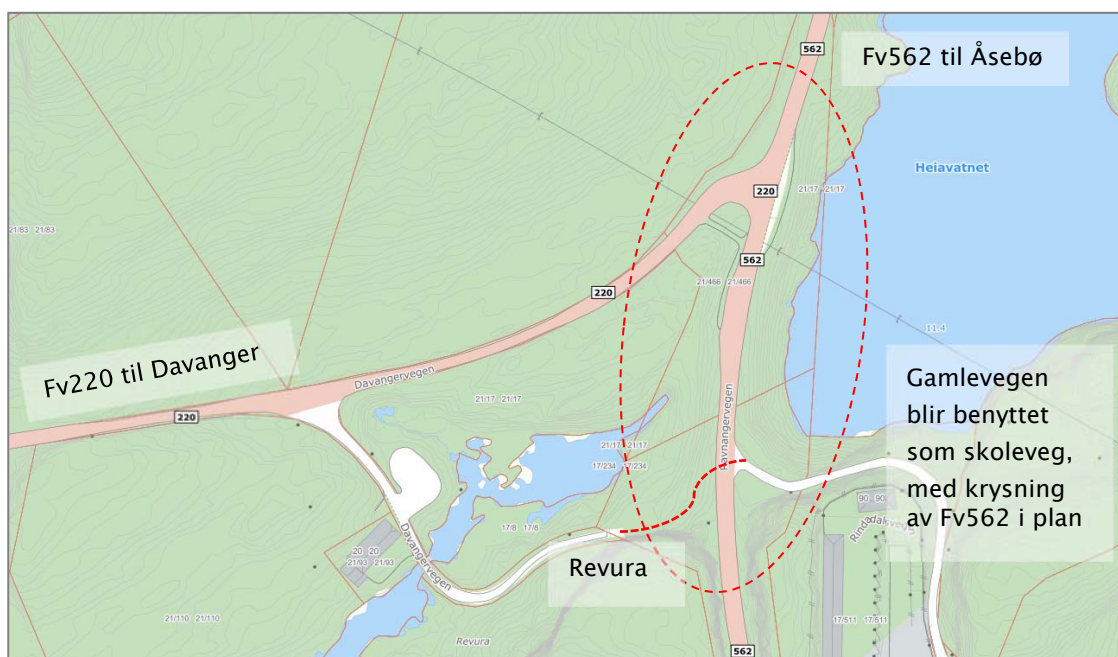 562
Fv562 til Åsebø
Heiavatnet
220
21/17 21/17
21/83 21/83
562
21/466 21/466
220
11.4
Fv220 til Davanger
Davangervegen
220
21/17 21/17
Gamlevegen
blir benyttet
som skoleveg,
med krysning
av Fv562 i plan
21/17 21/17
17/234 17/234
90 90
17/8 17/8
Davangervegen
20 20
21/93 21/93
Revura
21/110 21/110
17/511 17/511
Revura
562